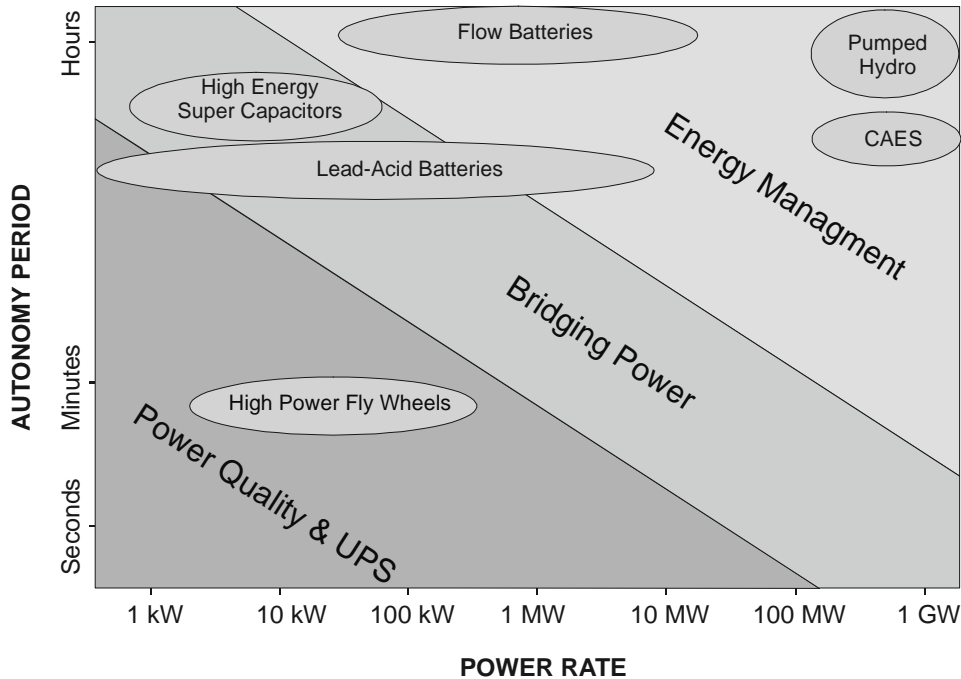 Flow Batteries
Pumped
Hydro
High Energy
Super Capacitors
CAES
Lead-Acid Batteries
Energy Managment
Bridging Power
High Power Fly Wheels
Power Quality & UPS
AUTONOMY PERIOD
Hours
Minutes
Seconds
1 kW
10 kW
100 kW
1 MW
10 MW
100 MW
1 GW
POWER RATE